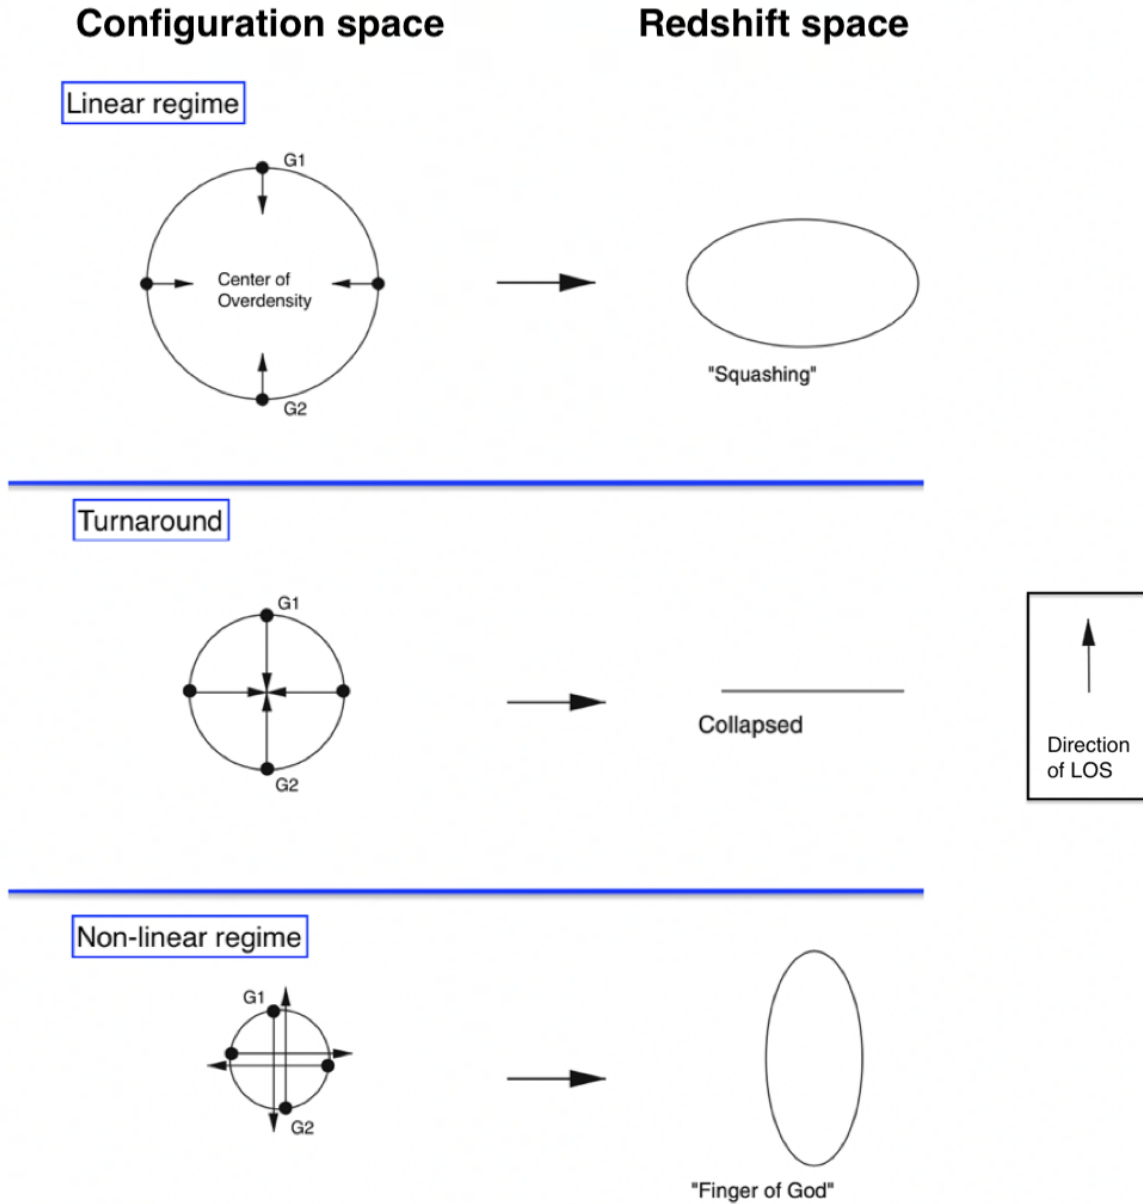 Configuration space
Redshift space
Linear regime
G1
Center of
Overdensity
G2
"Squashing"
Turnaround
G1
G2
Collapsed
Direction
of LOS
Non-linear regime
G1
G2
"Finger of God"